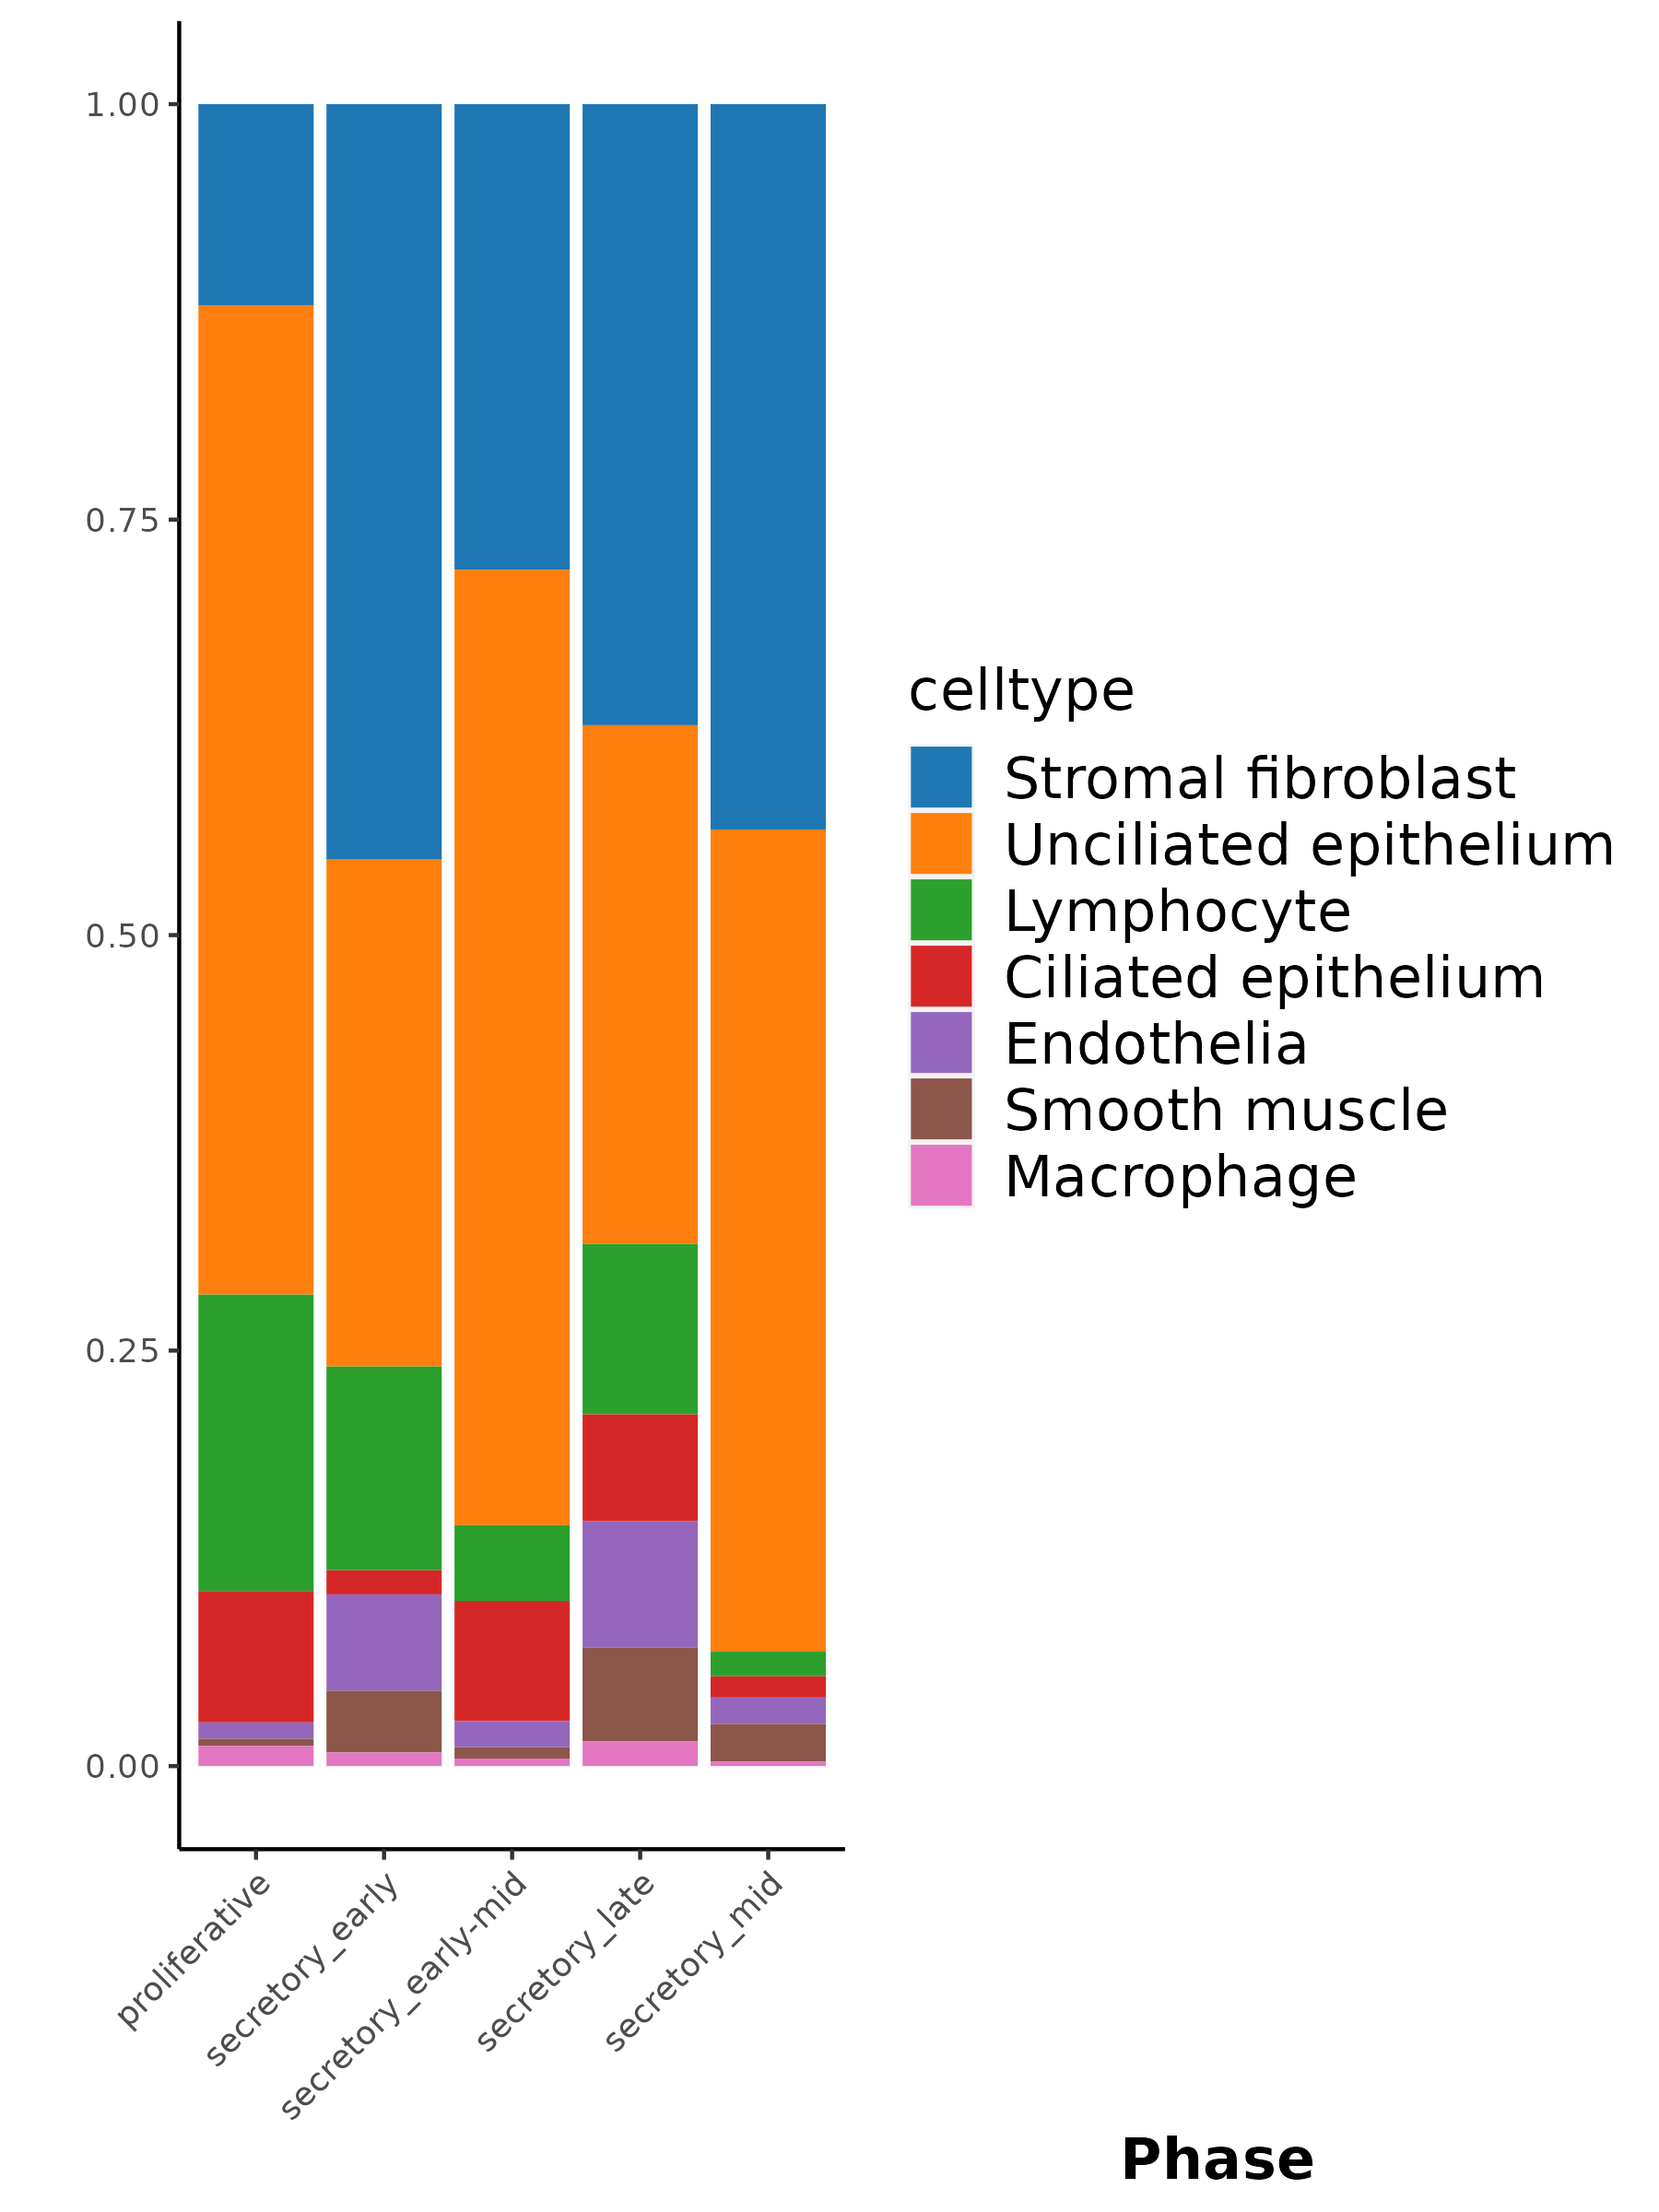 1.00
0.75
0.50
0.25
0.00
proliferative
secretory_early
secretory_early-mid
secretory_late
secretory_mid
celltype
Stromal fibroblast
Unciliated epithelium
Lymphocyte
Ciliated epithelium
Endothelia
Smooth muscle
Macrophage
Phase